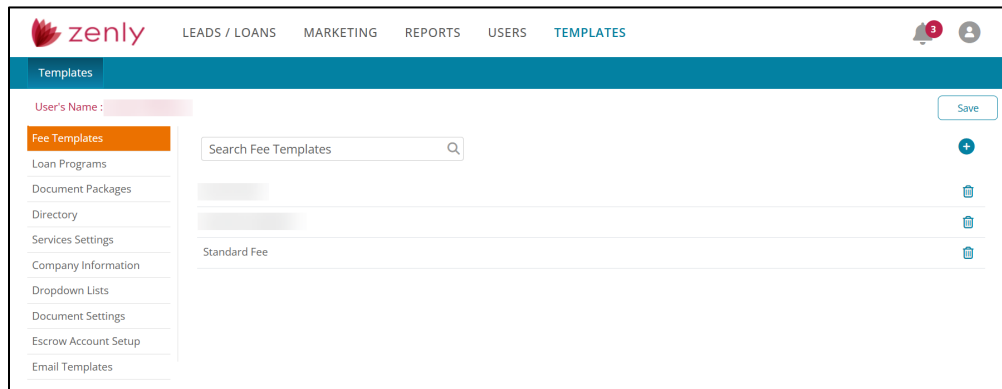 zenly LEADS / LOANS MARKETING REPORTS USERS TEMPLATES 3
Templates
User's Name :
Save
Fee Templates
Loan Programs
Document Packages
Directory
Services Settings
Company Information
Dropdown Lists
Document Settings
Escrow Account Setup
Email Templates
Search Fee Templates
Standard Fee